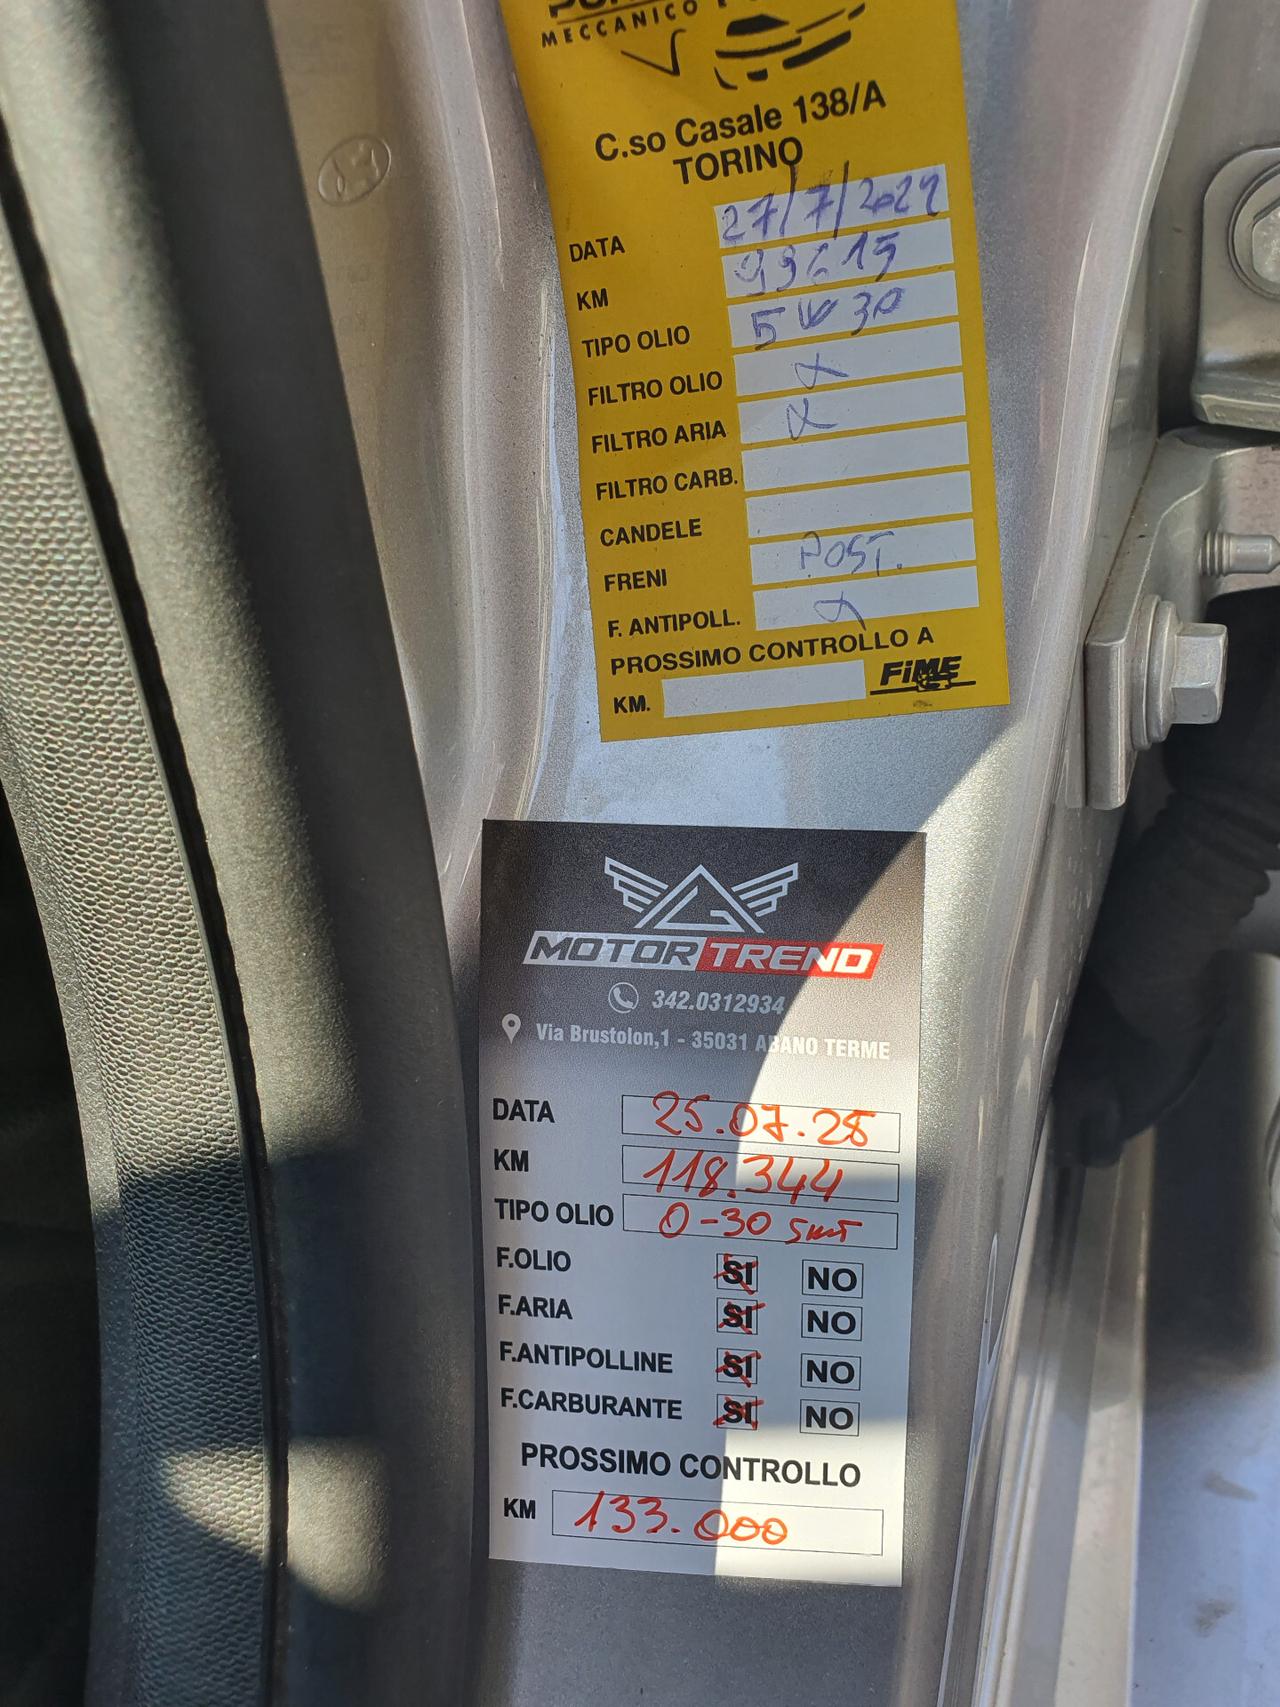 MECCANICO E
C.so Casale 138/A
TORINO
DATA 27/7/2024
KM 99615
TIPO OLIO 5W30
FILTRO OLIO X
FILTRO ARIA X
FILTRO CARB.
CANDELE
FRENI POST.
F. ANTIPOLL. X
PROSSIMO CONTROLLO A
KM. FiME
MOTORTREND
342.0312934
Via Brustolon,1 - 35031 ABANO TERME
DATA 25.07.25
KM 118.344
TIPO OLIO 0-30
F.OLIO SI NO
F.ARIA SI NO
F.ANTIPOLLINE SI NO
F.CARBURANTE SI NO
PROSSIMO CONTROLLO
KM 133.000